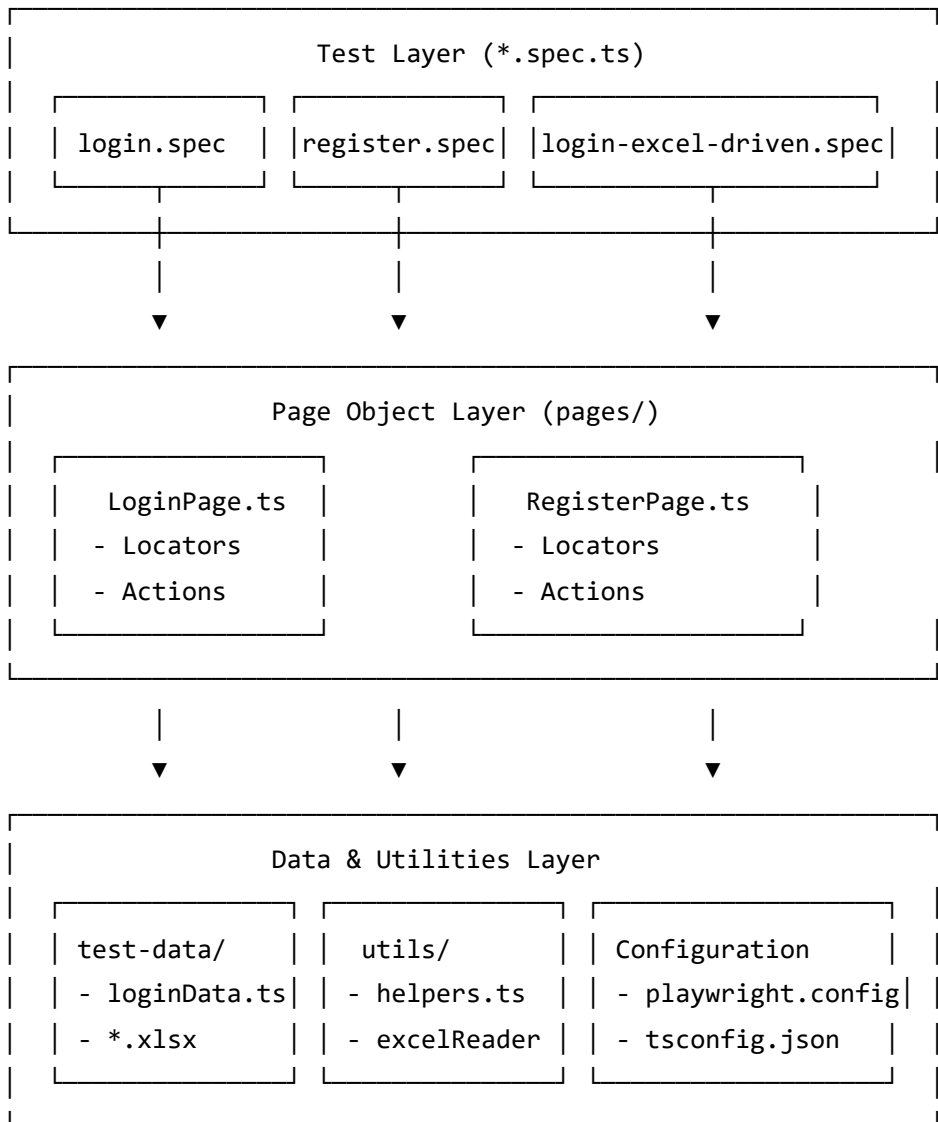 Test Layer (*.spec.ts)
login.spec register.spec login-excel-driven.spec
Page Object Layer (pages/)
LoginPage.ts RegisterPage.ts
- Locators - Locators
- Actions - Actions
Data & Utilities Layer
test-data/ utils/ Configuration
- loginData.ts - helpers.ts - playwright.config
- *.xlsx - excelReader - tsconfig.json